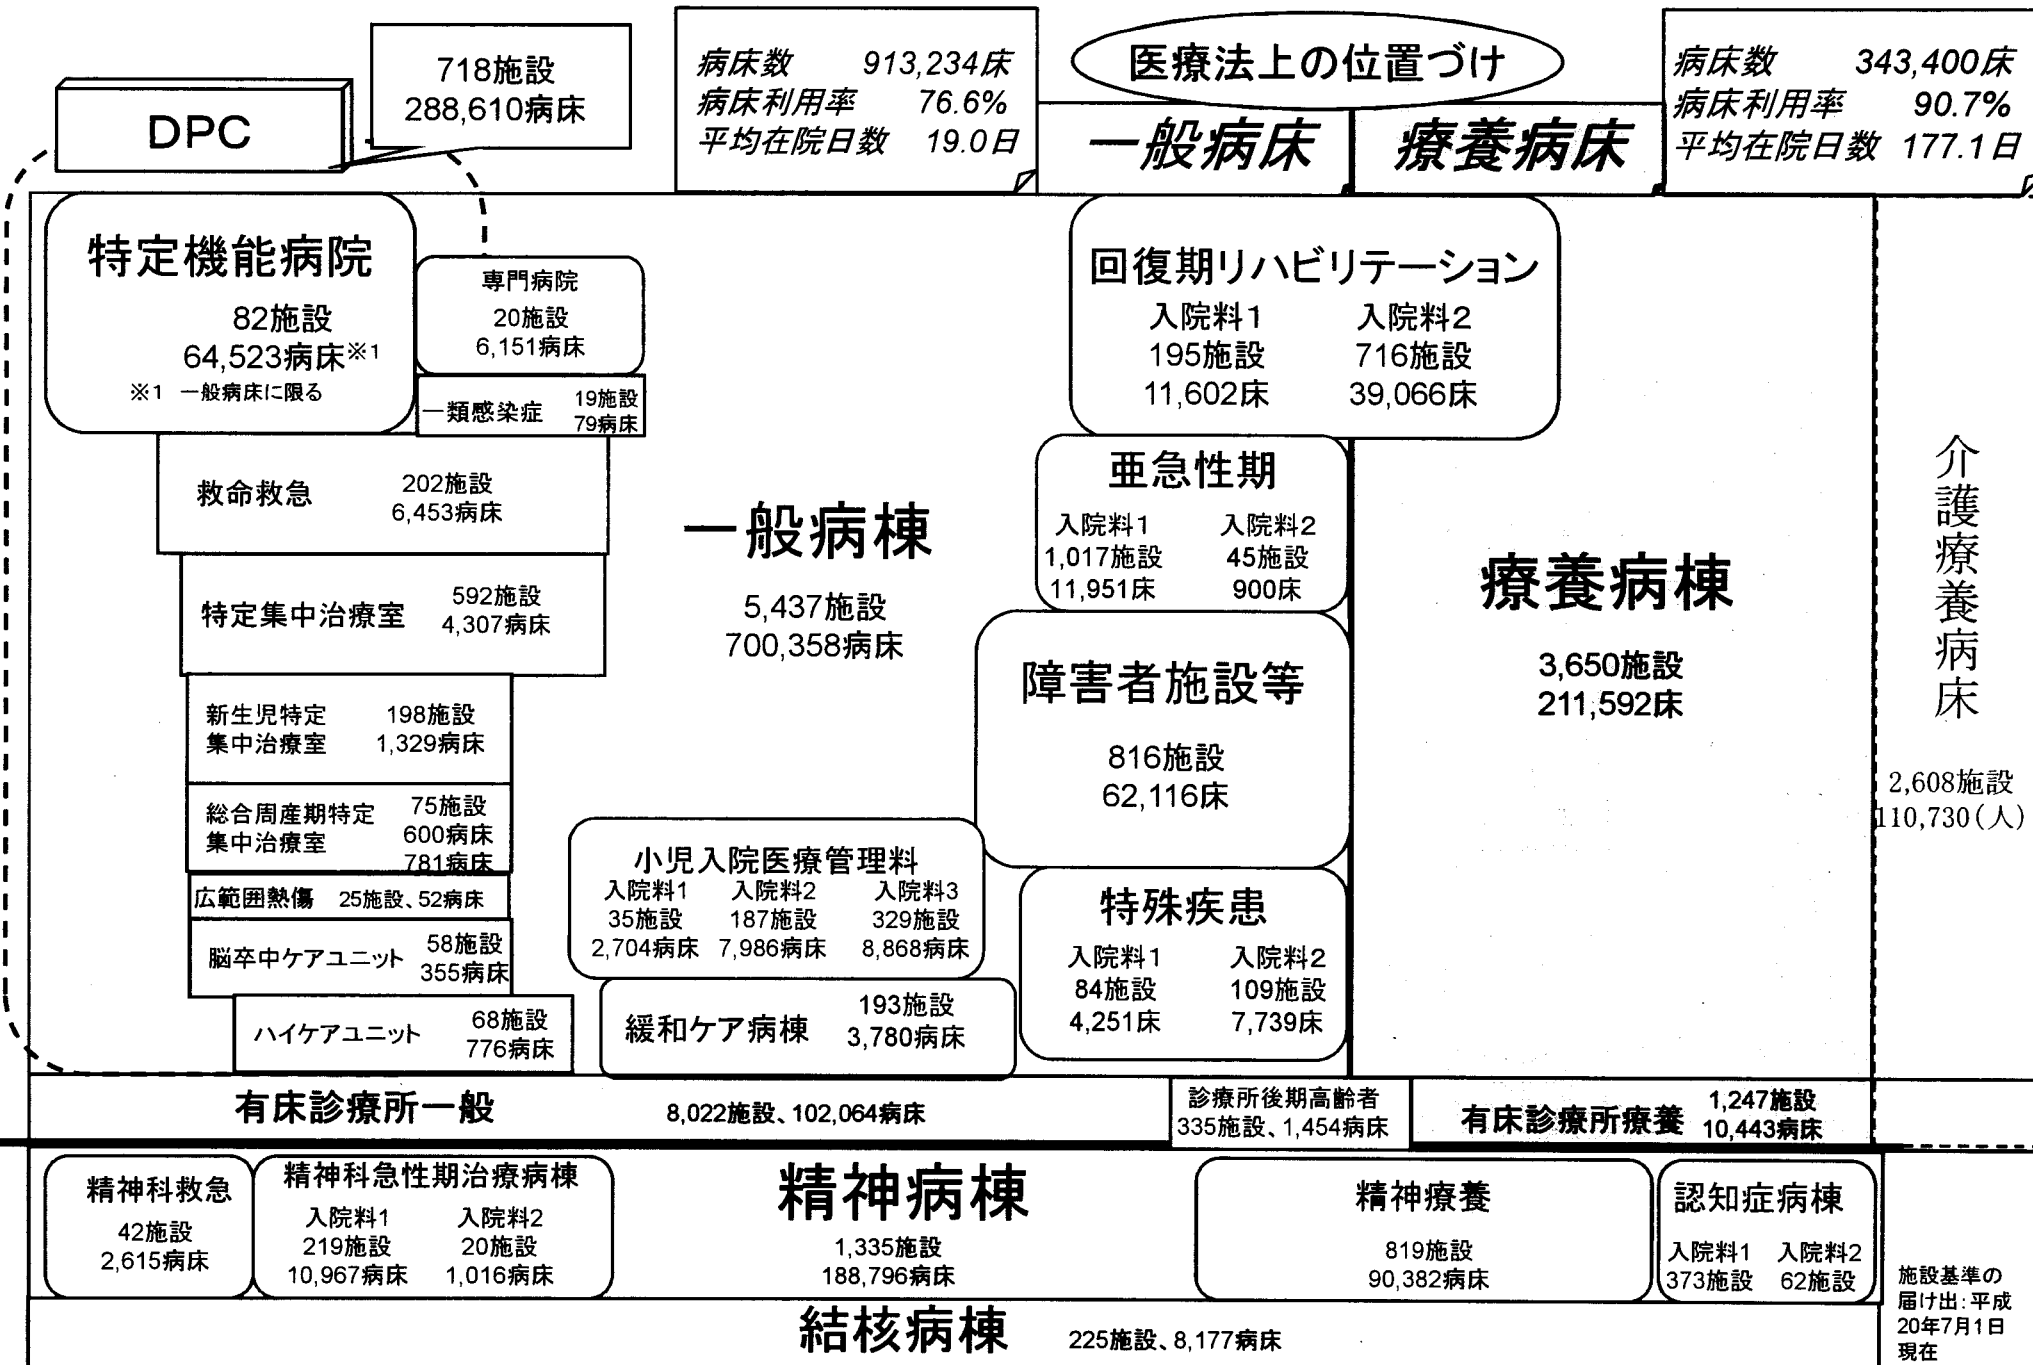 718施設
288,610病床
DPC
病床数 913,234床
病床利用率 76.6%
平均在院日数 19.0日
医療法上の位置づけ
一般病床
療養病床
病床数 343,400床
病床利用率 90.7%
平均在院日数 177.1日
特定機能病院
82施設
64,523病床※1
※1 一般病床に限る
専門病院
20施設
6,151病床
一類感染症 19施設
79病床
救命救急 202施設
6,453病床
特定集中治療室 592施設
4,307病床
新生児特定 198施設
集中治療室 1,329病床
総合周産期特定 75施設
集中治療室 600病床
781病床
広範囲熱傷 25施設、52病床
脳卒中ケアユニット 58施設
355病床
ハイケアユニット 68施設
776病床
一般病棟
5,437施設
700,358病床
小児入院医療管理料
入院料1 入院料2 入院料3
35施設 187施設 329施設
2,704病床 7,986病床 8,868病床
緩和ケア病棟 193施設
3,780病床
回復期リハビリテーション
入院料1 入院料2
195施設 716施設
11,602床 39,066床
亜急性期
入院料1 入院料2
1,017施設 45施設
11,951床 900床
障害者施設等
816施設
62,116床
特殊疾患
入院料1 入院料2
84施設 109施設
4,251床 7,739床
療養病棟
3,650施設
211,592床
介護療養病床
2,608施設
110,730(人)
有床診療所一般 8,022施設、102,064病床
診療所後期高齢者
335施設、1,454病床
有床診療所療養 1,247施設
10,443病床
精神科救急
42施設
2,615病床
精神科急性期治療病棟
入院料1 入院料2
219施設 20施設
10,967病床 1,016病床
精神病棟
1,335施設
188,796病床
精神療養
819施設
90,382病床
認知症病棟
入院料1 入院料2
373施設 62施設
結核病棟 225施設、8,177病床
施設基準の
届け出:平成
20年7月1日
現在